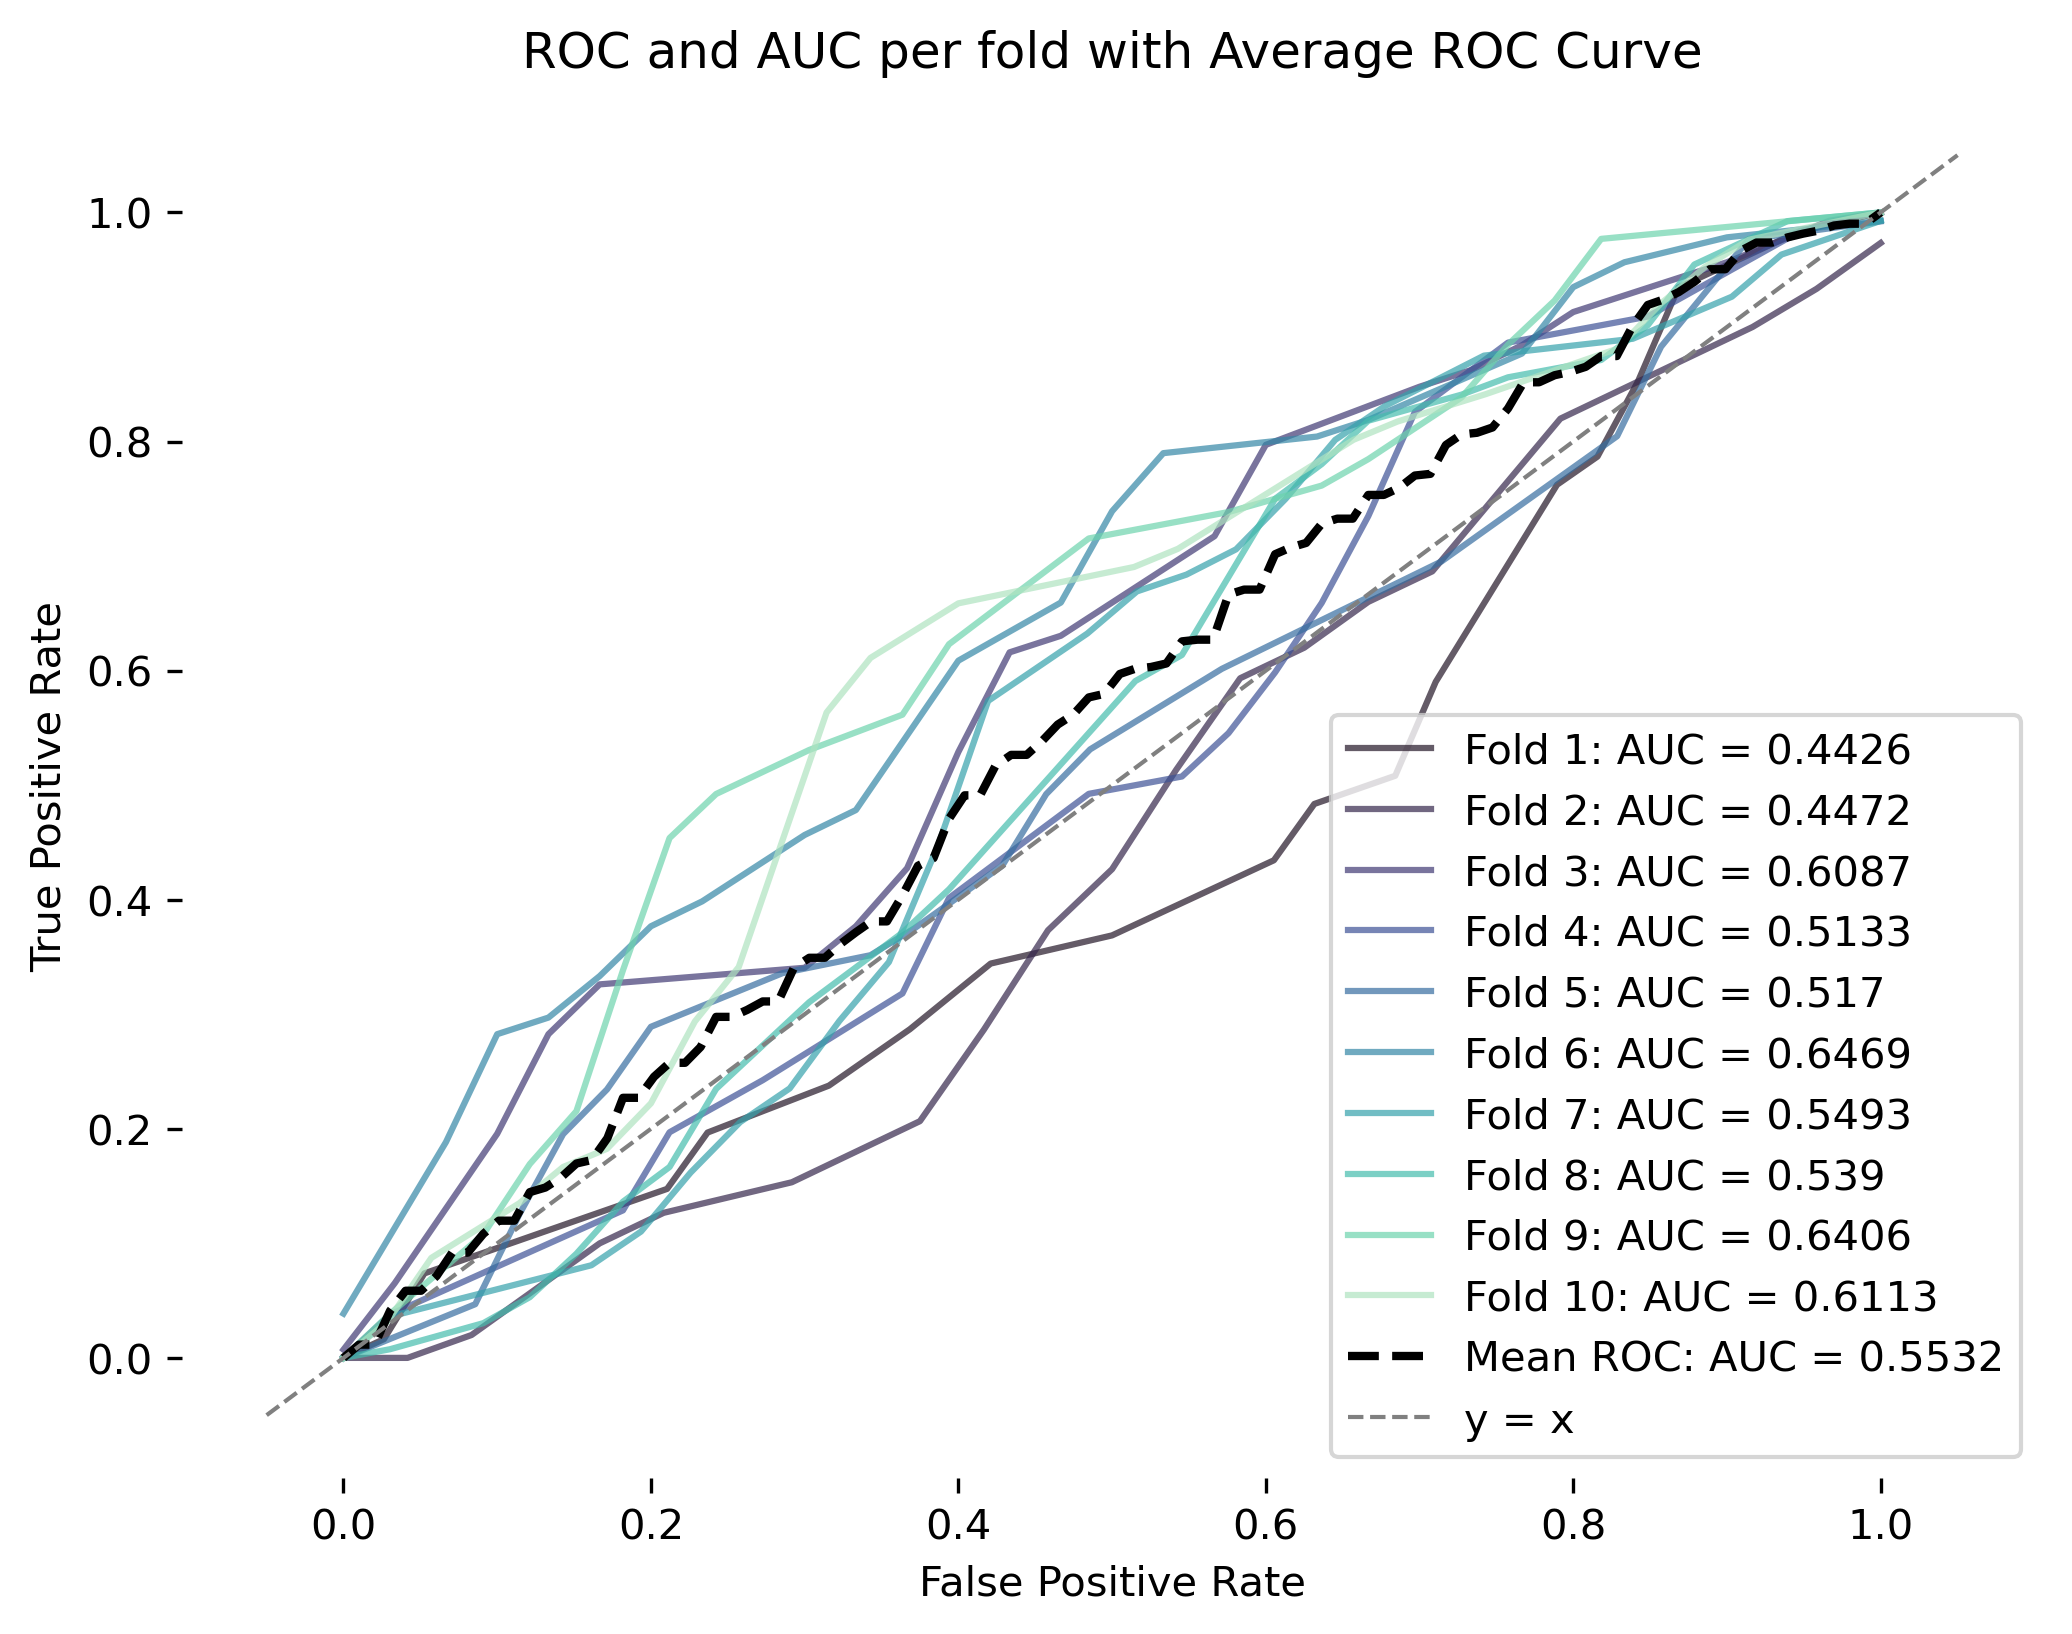 ROC and AUC per fold with Average ROC Curve
True Positive Rate
1.0
0.8
0.6
0.4
0.2
0.0
Fold 1: AUC = 0.4426
Fold 2: AUC = 0.4472
Fold 3: AUC = 0.6087
Fold 4: AUC = 0.5133
Fold 5: AUC = 0.517
Fold 6: AUC = 0.6469
Fold 7: AUC = 0.5493
Fold 8: AUC = 0.539
Fold 9: AUC = 0.6406
Fold 10: AUC = 0.6113
Mean ROC: AUC = 0.5532
y = x
0.0 0.2 0.4 0.6 0.8 1.0
False Positive Rate